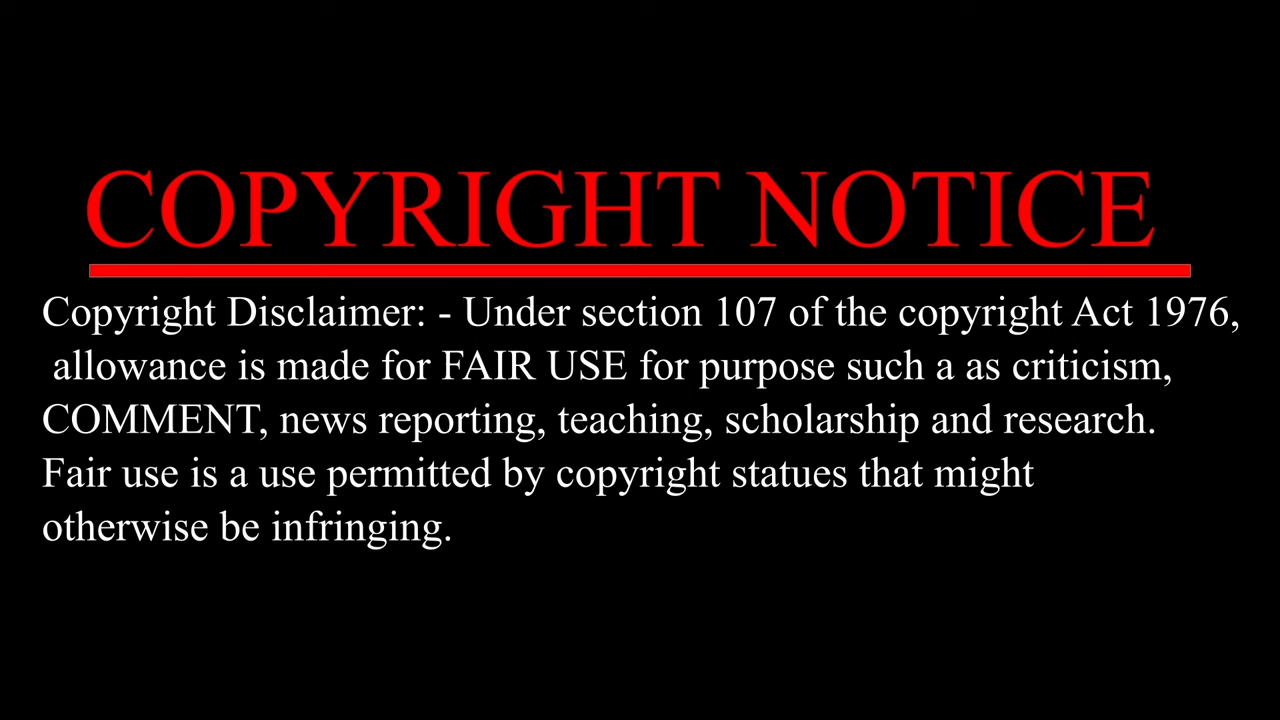 COPYRIGHT NOTICE
Copyright Disclaimer: - Under section 107 of the copyright Act 1976,
allowance is made for FAIR USE for purpose such a as criticism,
COMMENT, news reporting, teaching, scholarship and research.
Fair use is a use permitted by copyright statues that might
otherwise be infringing.